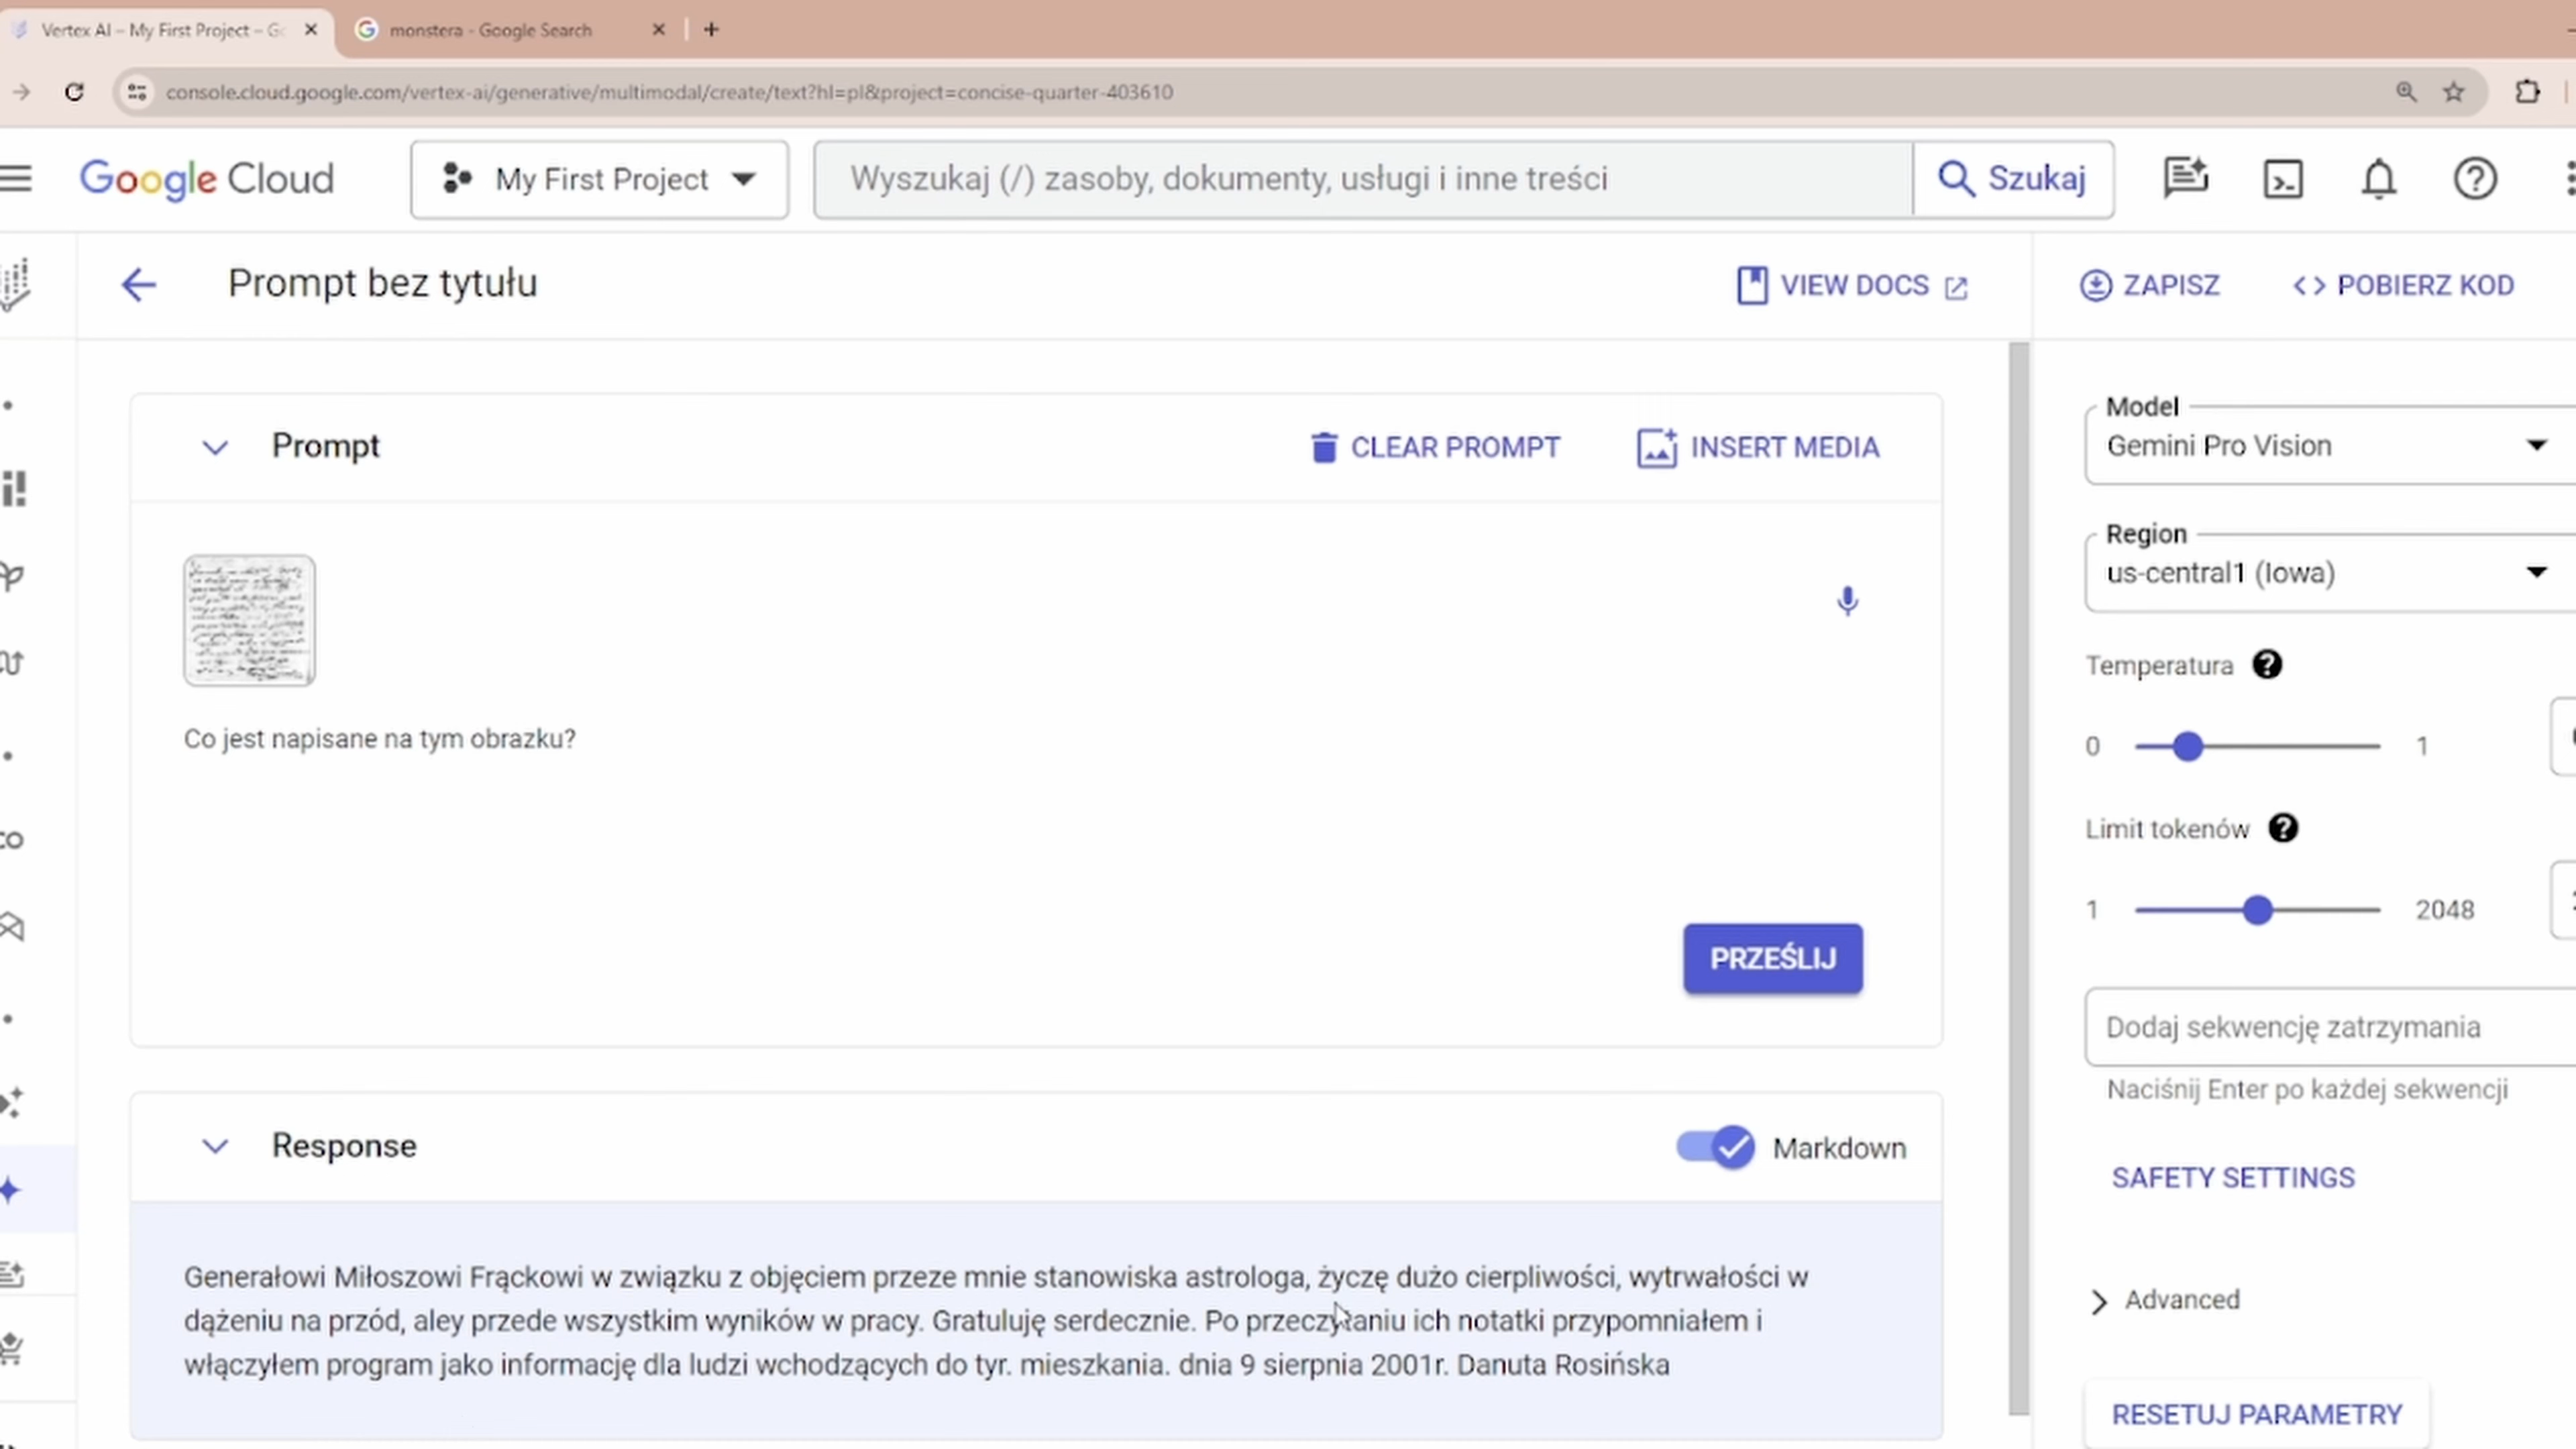 Vertex AI – My First Project – Go
monstera - Google Search
console.cloud.google.com/vertex-ai/generative/multimodal/create/text?hl=pl&project=concise-quarter-403610
Google Cloud
My First Project
Wyszukaj (/) zasoby, dokumenty, usługi i inne treści
Szukaj
Prompt bez tytułu
VIEW DOCS
ZAPISZ
POBIERZ KOD
Prompt
CLEAR PROMPT
INSERT MEDIA
Co jest napisane na tym obrazku?
PRZEŚLIJ
Response
Markdown
Generałowi Miłoszowi Frąckowi w związku z objęciem przeze mnie stanowiska astrologa, życzę dużo cierpliwości, wytrwałości w
dążeniu na przód, aley przede wszystkim wyników w pracy. Gratuluję serdecznie. Po przeczytaniu ich notatki przypomniałem i
włączyłem program jako informację dla ludzi wchodzących do tyr. mieszkania. dnia 9 sierpnia 2001r. Danuta Rosińska
Model
Gemini Pro Vision
Region
us-central1 (Iowa)
Temperatura
0 1
Limit tokenów
1 2048
Dodaj sekwencję zatrzymania
Naciśnij Enter po każdej sekwencji
SAFETY SETTINGS
Advanced
RESETUJ PARAMETRY